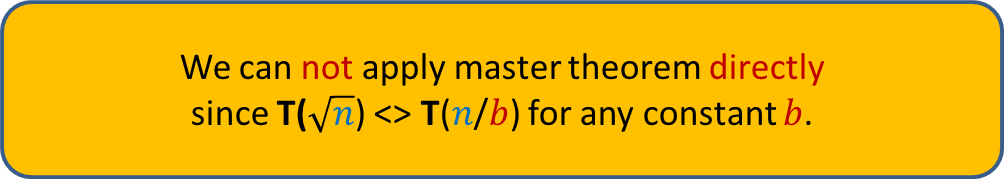 We can not apply master theorem directly
since T(√n) <> T(n/b) for any constant b.